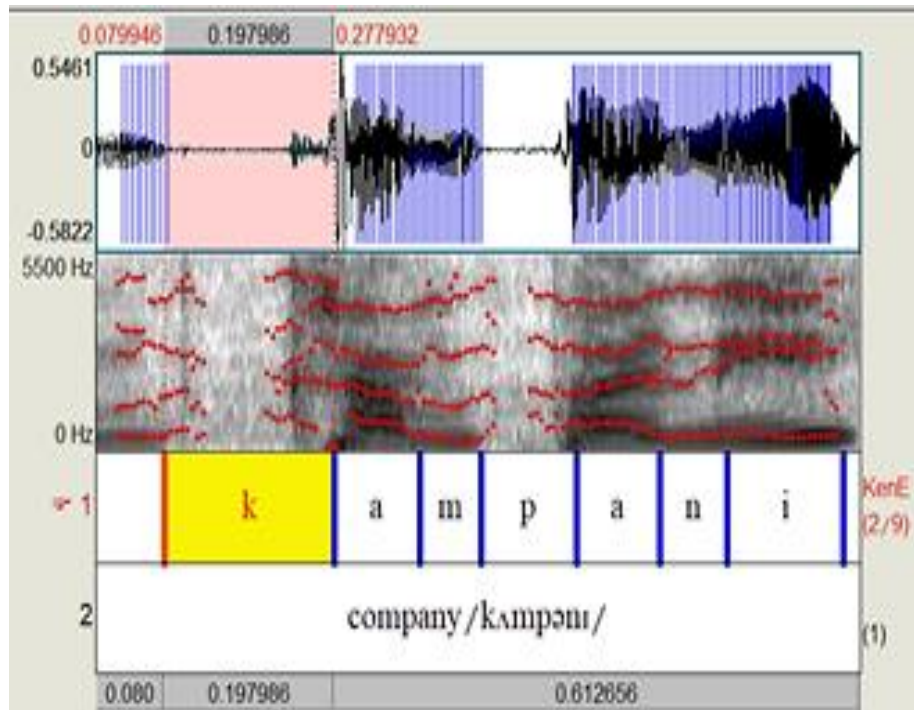 0.079946 0.197986 0.277932
0.5461
0
-0.5822
5500 Hz
0 Hz
1 k a m p a n i KenE
(2/9)
2 company/kʌmpənɪ/ (1)
0.080 0.197986 0.612656